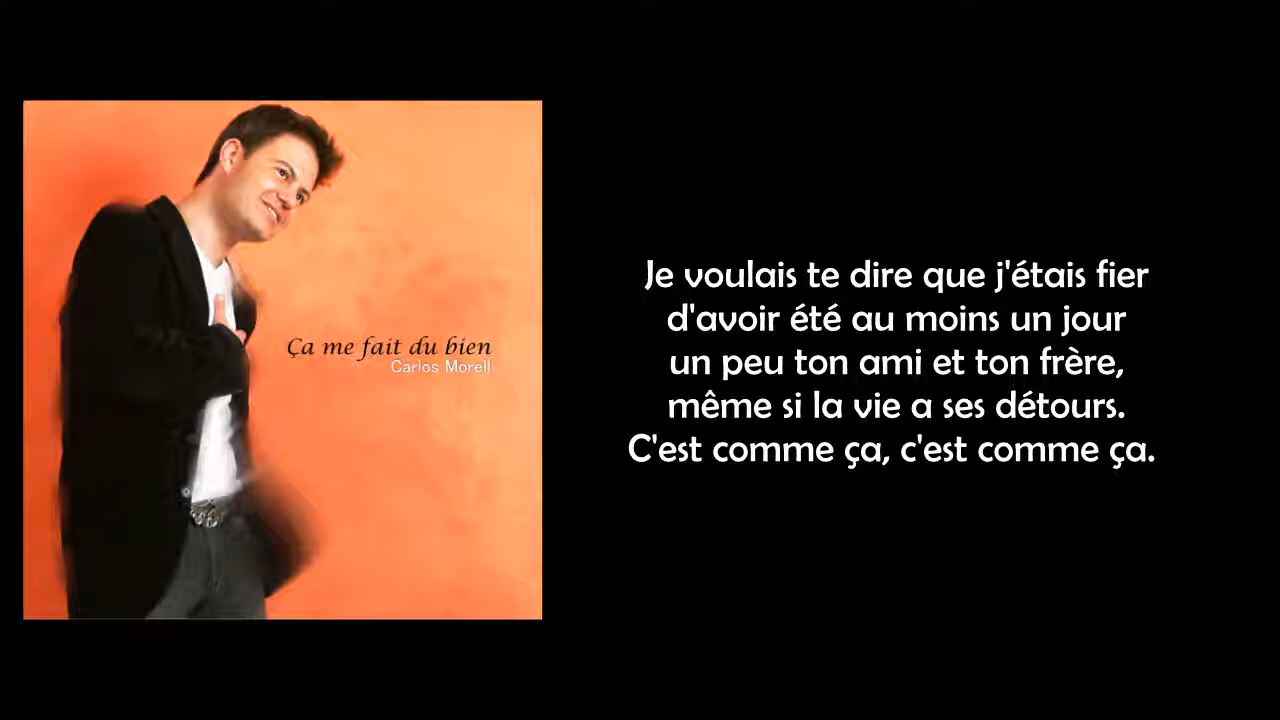 Ça me fait du bien
Carlos Morell
Je voulais te dire que j'étais fier
d'avoir été au moins un jour
un peu ton ami et ton frère,
même si la vie a ses détours.
C'est comme ça, c'est comme ça.